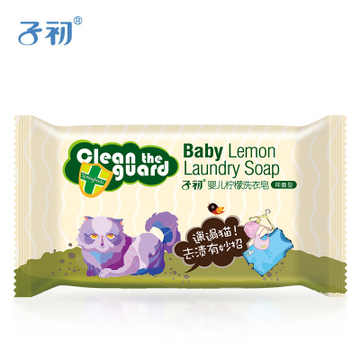 子初®
Clean the
guard
Baby Lemon
Laundry Soap
子初 婴儿柠檬洗衣皂
邋遢猫!
去渍有妙招